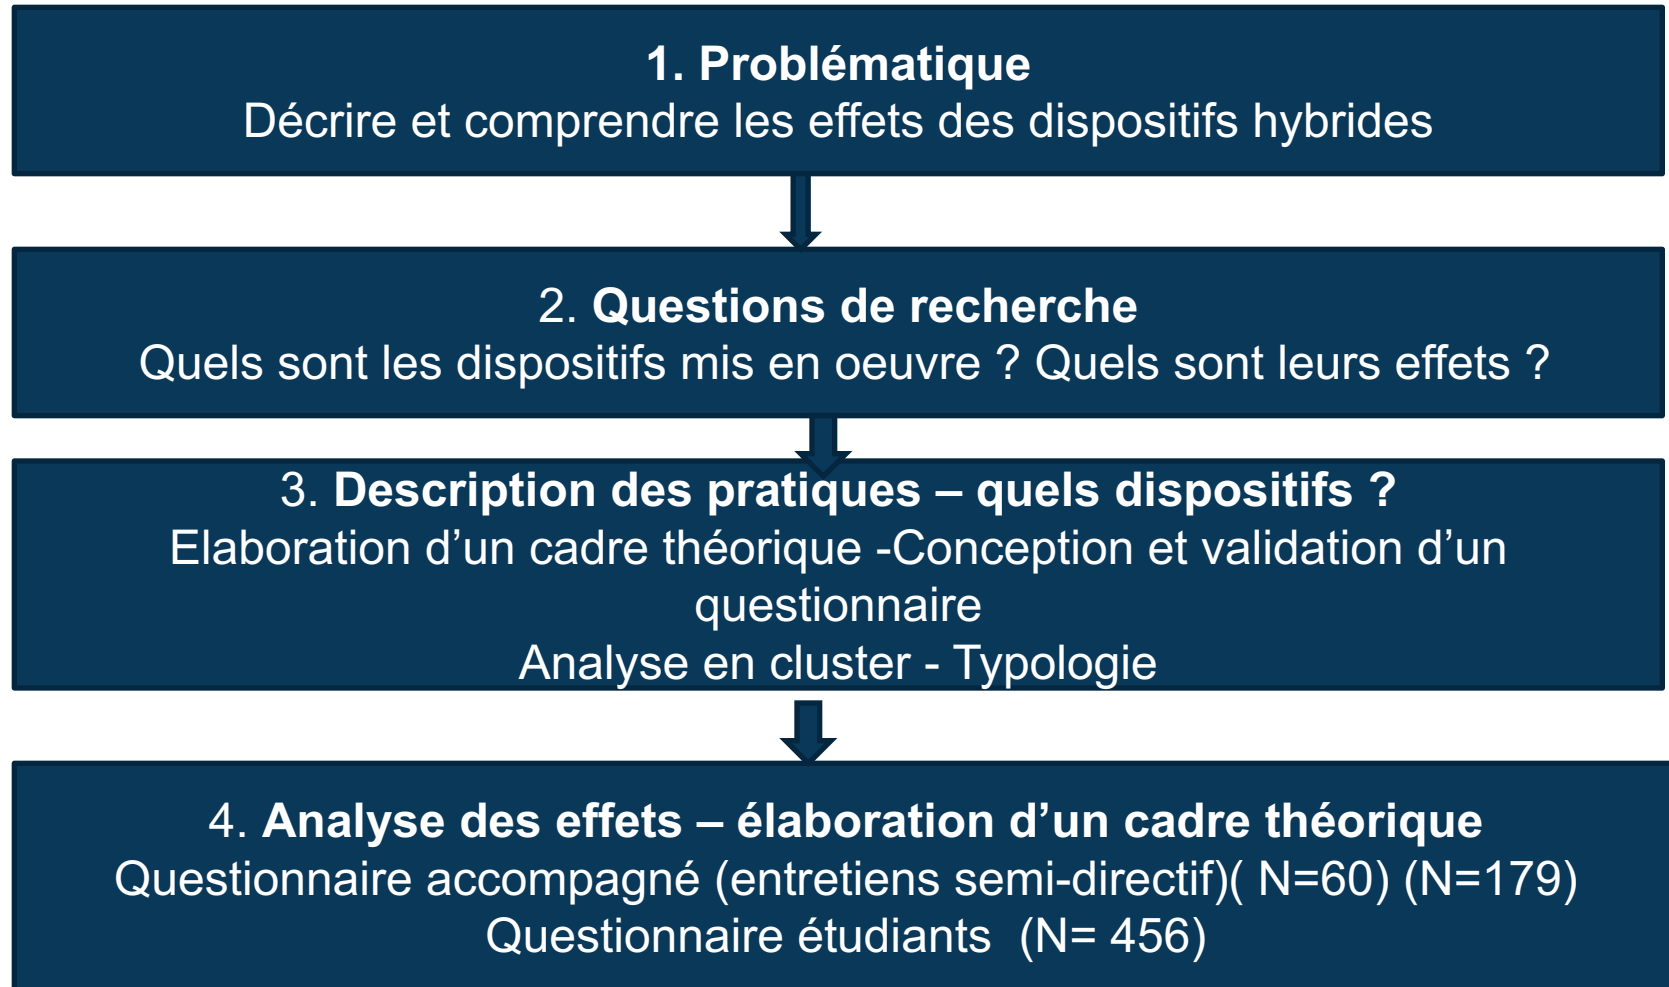 1. Problématique
Décrire et comprendre les effets des dispositifs hybrides
2. Questions de recherche
Quels sont les dispositifs mis en oeuvre ? Quels sont leurs effets ?
3. Description des pratiques – quels dispositifs ?
Elaboration d’un cadre théorique -Conception et validation d’un
questionnaire
Analyse en cluster - Typologie
4. Analyse des effets – élaboration d’un cadre théorique
Questionnaire accompagné (entretiens semi-directif)( N=60) (N=179)
Questionnaire étudiants  (N= 456)